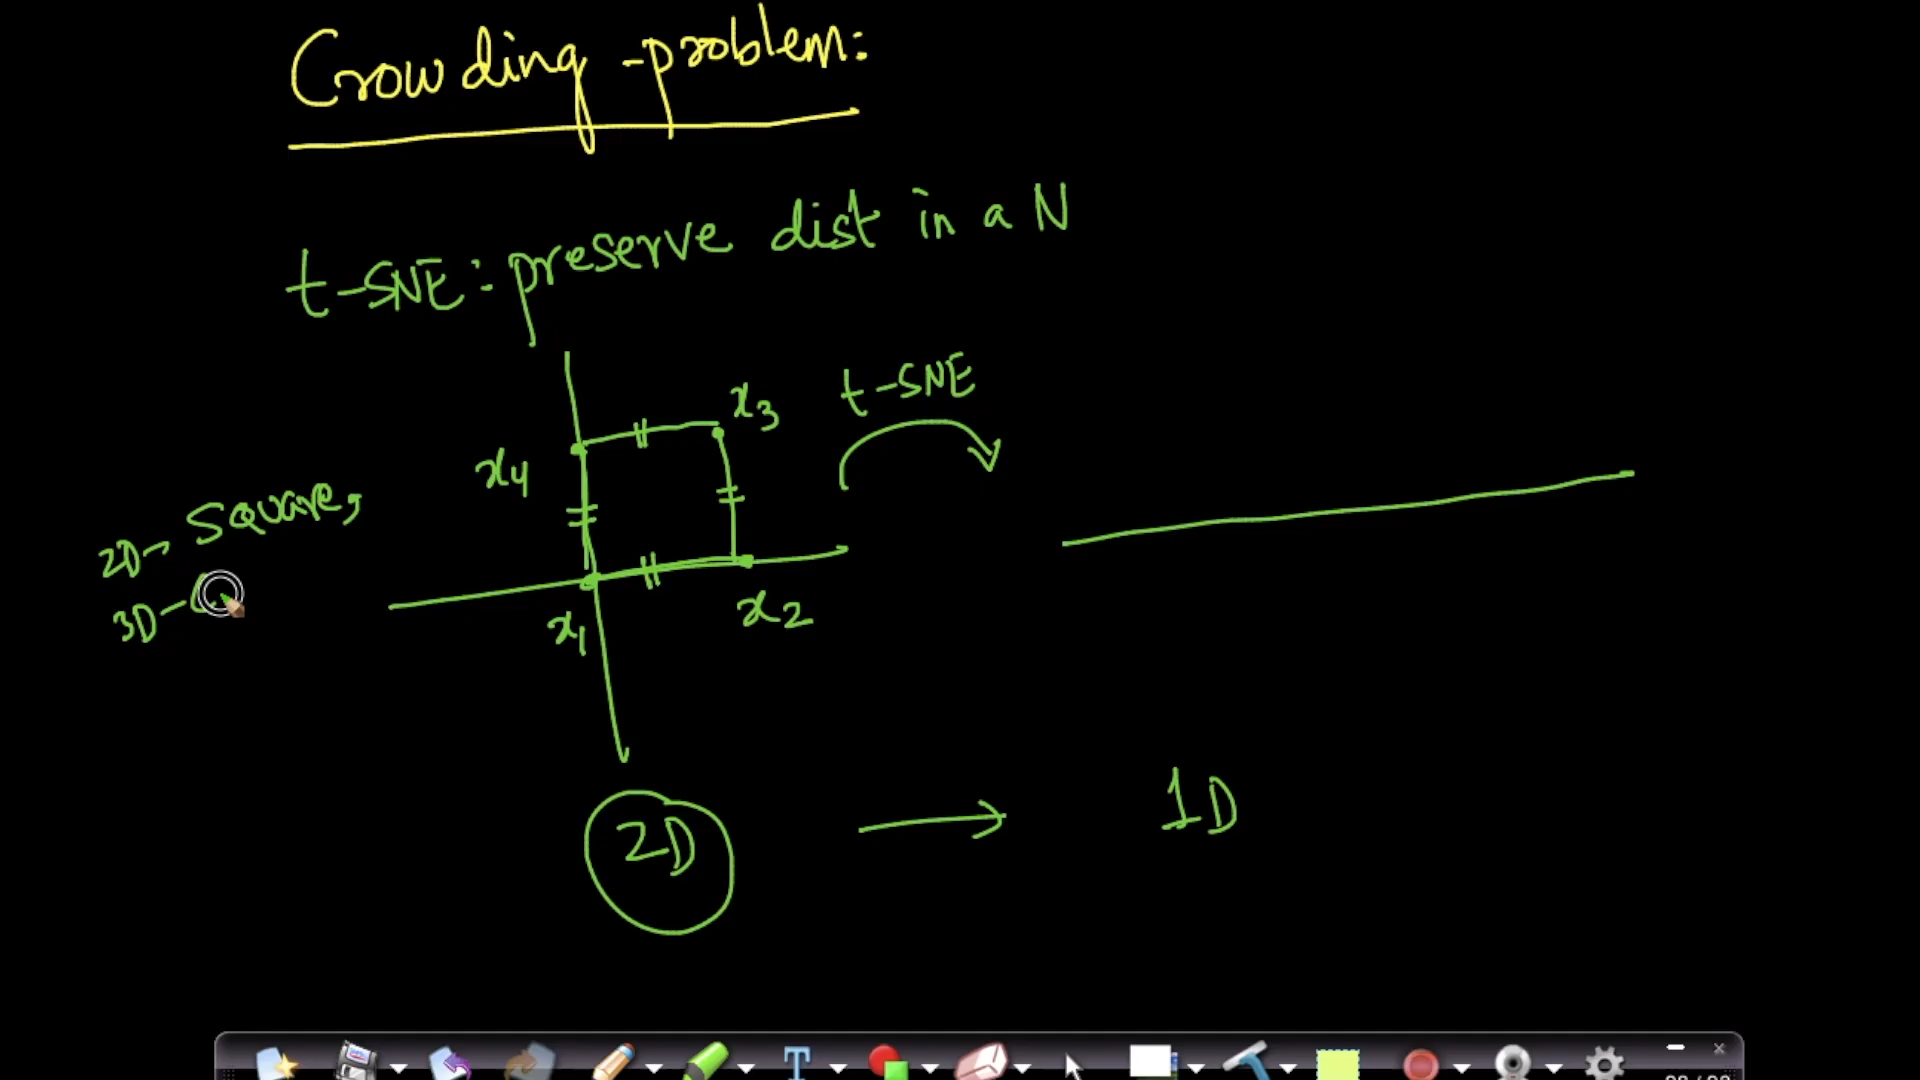 Crowding-problem:
t-SNE: preserve dist in a N
t-SNE
x3
x4
2D- Square,
3D-
x1
x2
2D
1D